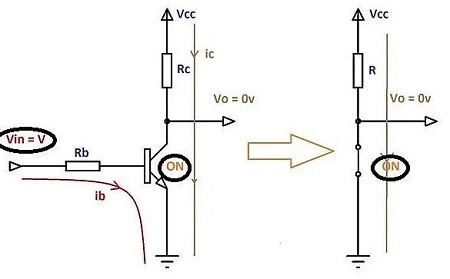 Vcc
Rc
ic
Vo = 0v
Vin = V
Rb
ON
ib
Vcc
R
Vo = 0v
ON